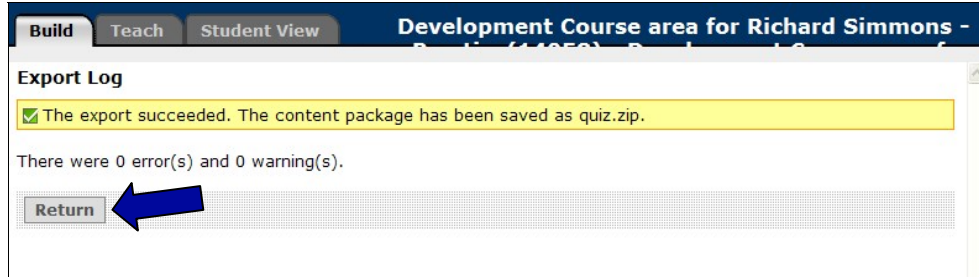 Build Teach Student View Development Course area for Richard Simmons -
Export Log
The export succeeded. The content package has been saved as quiz.zip.
There were 0 error(s) and 0 warning(s).
Return